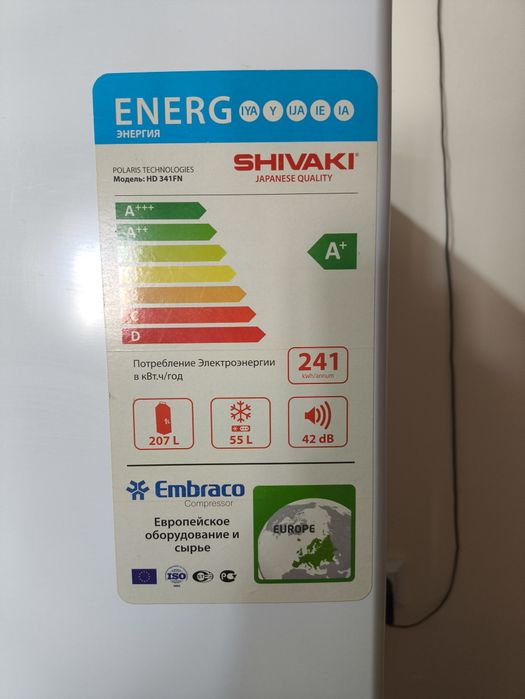 ENERG IYA Y IJA IE IA
ЭНЕРГИЯ
POLARIS TECHNOLOGIES
Модель: HD 341FN
SHIVAKI®
JAPANESE QUALITY
A+++
A++
A+
C
D
Потребление Электроэнергии
в кВт.ч/год
241
kWh/annum
207 L
55 L
42 dB
Embraco
Compressor
Европейское
оборудование и
сырье
EUROPE
ISO